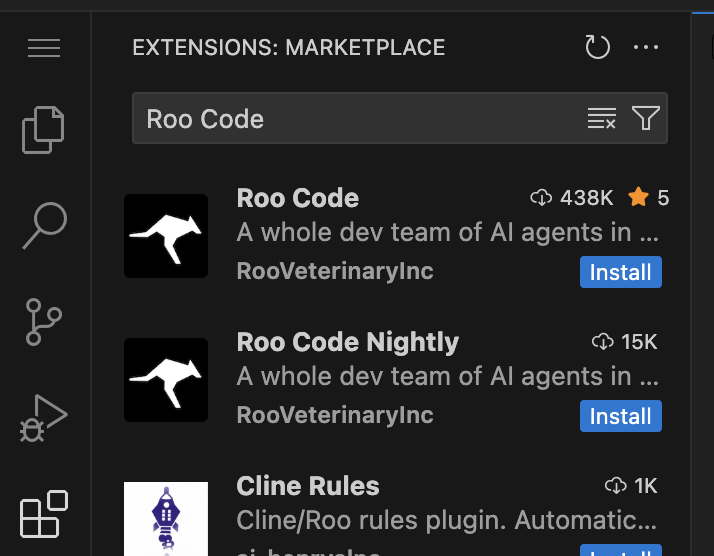 EXTENSIONS: MARKETPLACE
Roo Code
Roo Code 438K 5
A whole dev team of AI agents in ...
RooVeterinaryInc Install
Roo Code Nightly 15K
A whole dev team of AI agents in ...
RooVeterinaryInc Install
Cline Rules 1K
Cline/Roo rules plugin. Automatic...